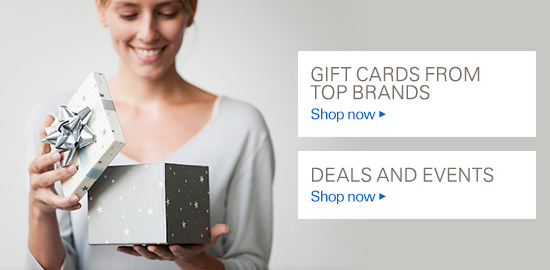 GIFT CARDS FROM
TOP BRANDS
Shop now ▸
DEALS AND EVENTS
Shop now ▸